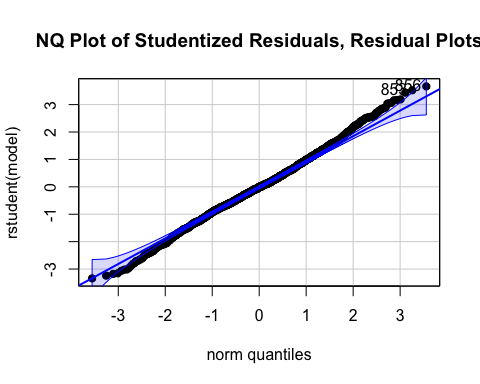 NQ Plot of Studentized Residuals, Residual Plots
rstudent(model)
3
2
1
0
-1
-3
-3 -2 -1 0 1 2 3
norm quantiles